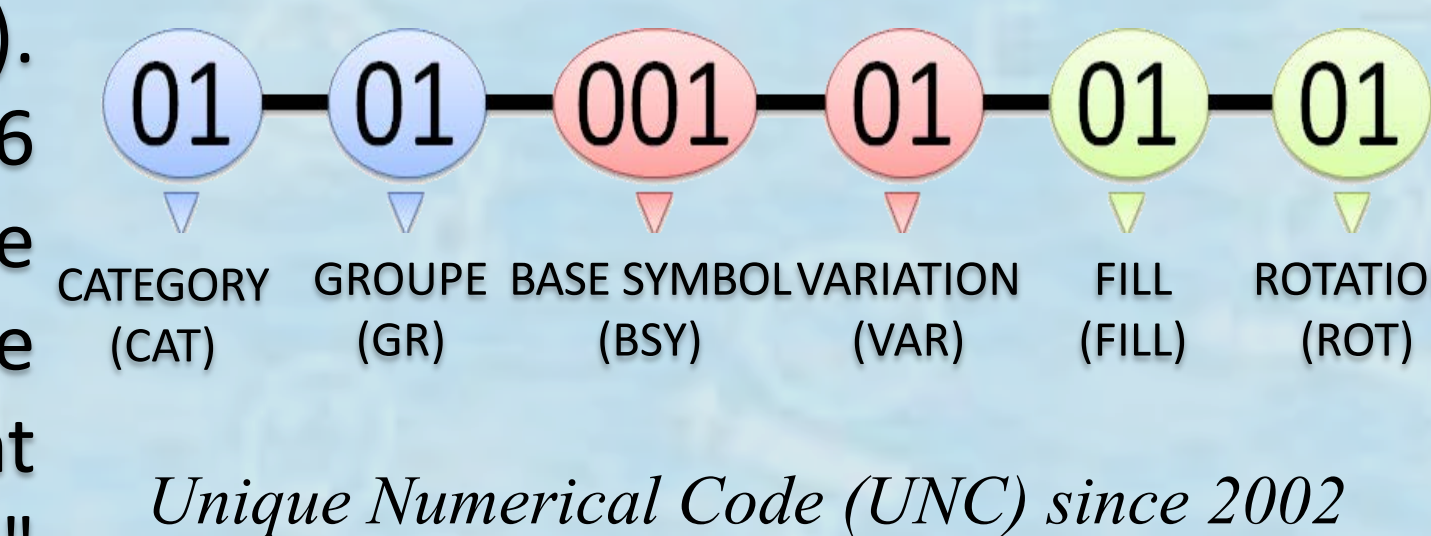 ).
6
e
e
t
"
01 01 001 01 01 01
CATEGORY GROUPE BASE SYMBOL VARIATION FILL ROTATIO
(CAT) (GR) (BSY) (VAR) (FILL) (ROT)
Unique Numerical Code (UNC) since 2002